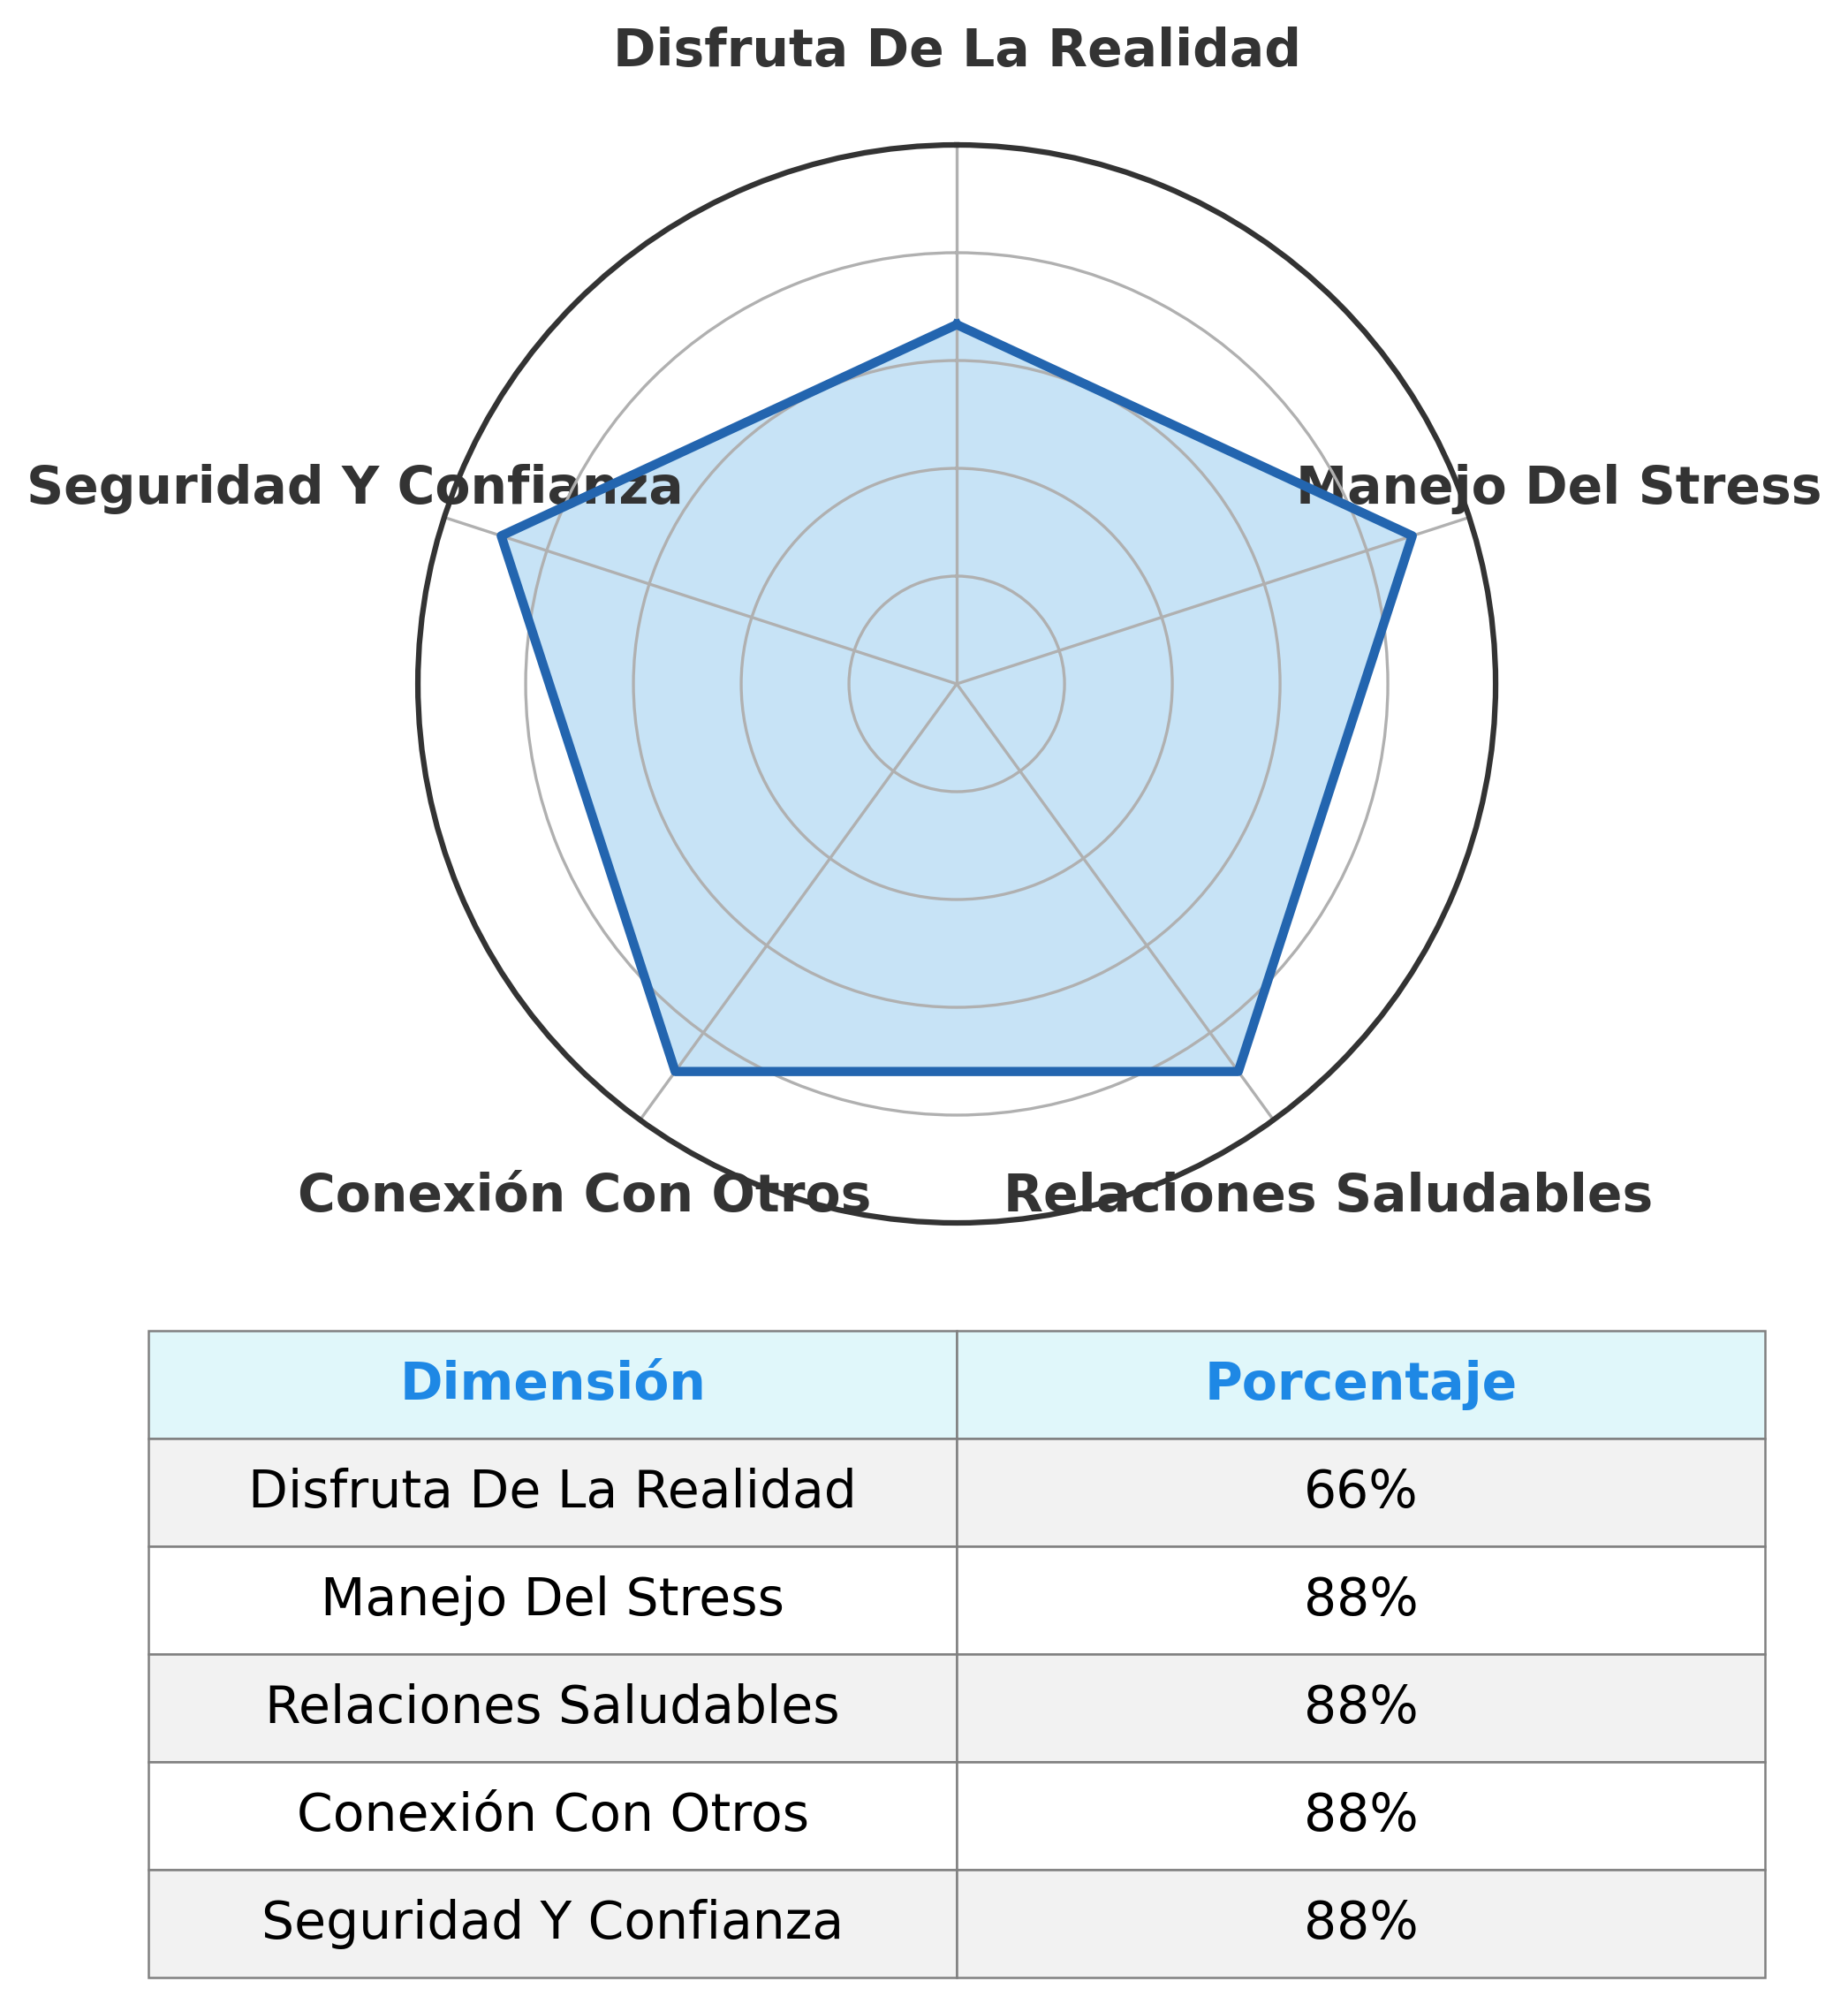 Disfruta De La Realidad
Seguridad Y Confianza
Manejo Del Stress
Conexión Con Otros
Relaciones Saludables
Dimensión Porcentaje
Disfruta De La Realidad 66%
Manejo Del Stress 88%
Relaciones Saludables 88%
Conexión Con Otros 88%
Seguridad Y Confianza 88%